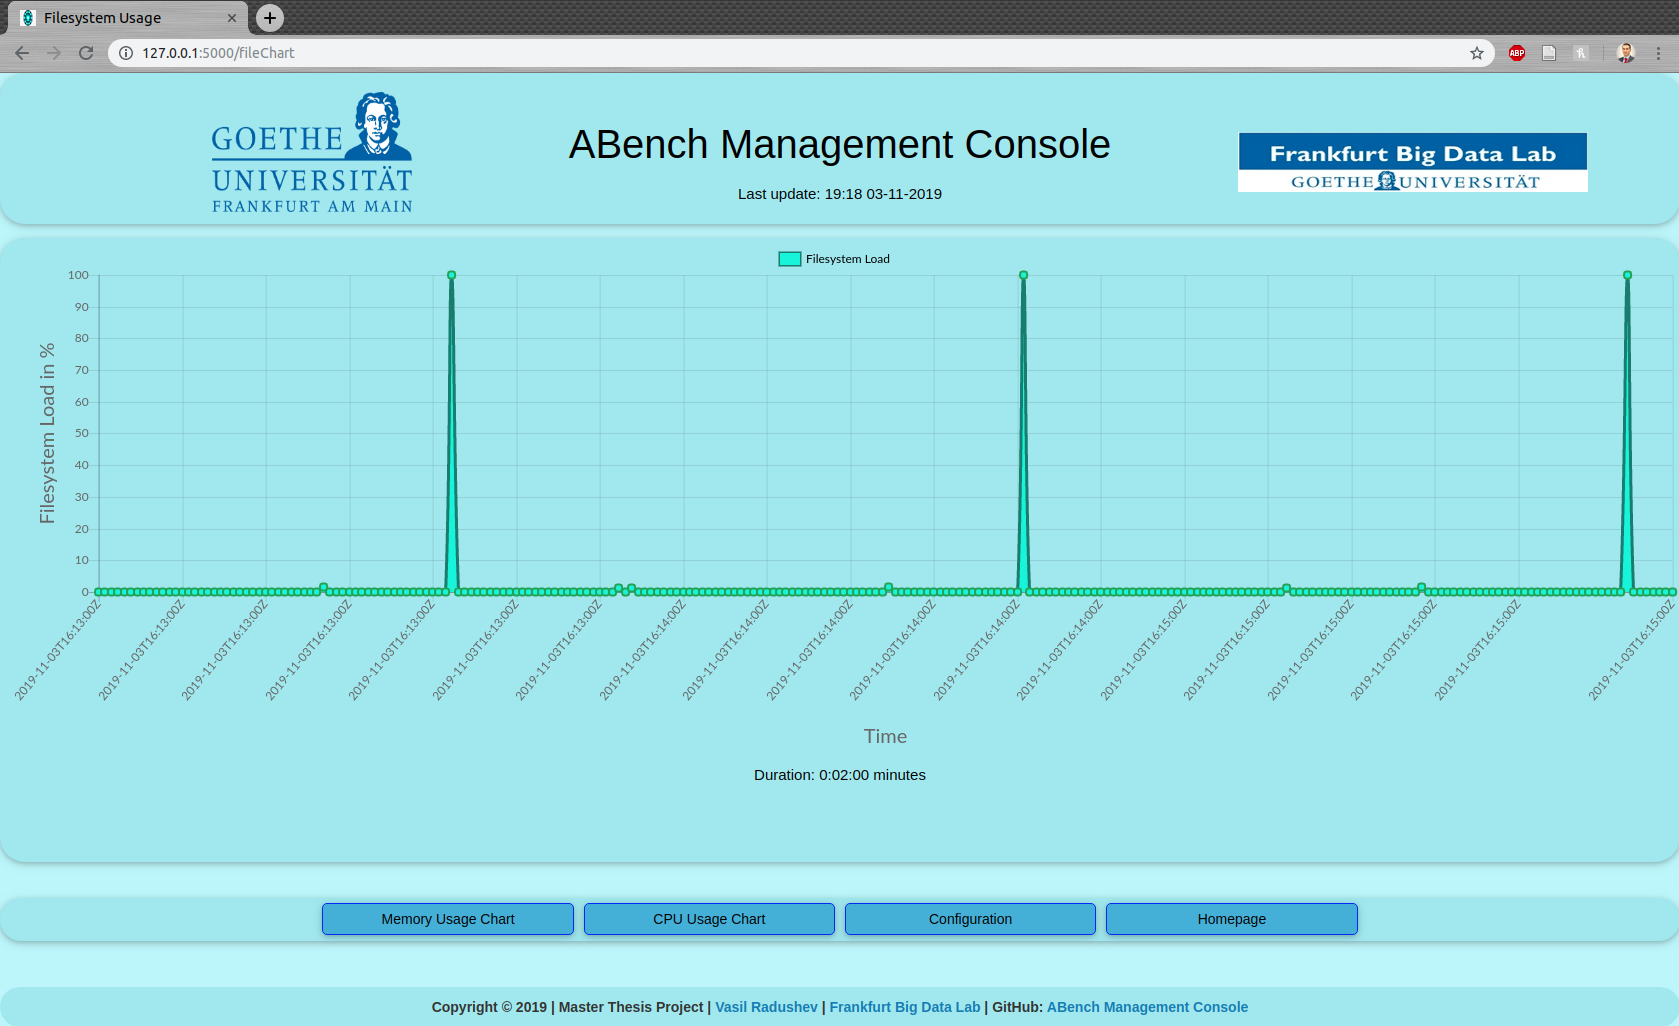 Filesystem Usage
127.0.0.1:5000/fileChart
ABP
GOETHE
UNIVERSITÄT
FRANKFURT AM MAIN
ABench Management Console
Last update: 19:18 03-11-2019
Frankfurt Big Data Lab
GOETHE UNIVERSITÄT
Filesystem Load
Filesystem Load in %
100
90
80
70
60
50
40
30
20
10
0
2019-11-03T16:13:00Z
2019-11-03T16:13:00Z
2019-11-03T16:13:00Z
2019-11-03T16:13:00Z
2019-11-03T16:13:00Z
2019-11-03T16:13:00Z
2019-11-03T16:13:00Z
2019-11-03T16:14:00Z
2019-11-03T16:14:00Z
2019-11-03T16:14:00Z
2019-11-03T16:14:00Z
2019-11-03T16:14:00Z
2019-11-03T16:14:00Z
2019-11-03T16:15:00Z
2019-11-03T16:15:00Z
2019-11-03T16:15:00Z
2019-11-03T16:15:00Z
2019-11-03T16:15:00Z
2019-11-03T16:15:00Z
Time
Duration: 0:02:00 minutes
Memory Usage Chart
CPU Usage Chart
Configuration
Homepage
Copyright © 2019 | Master Thesis Project | Vasil Radushev | Frankfurt Big Data Lab | GitHub: ABench Management Console